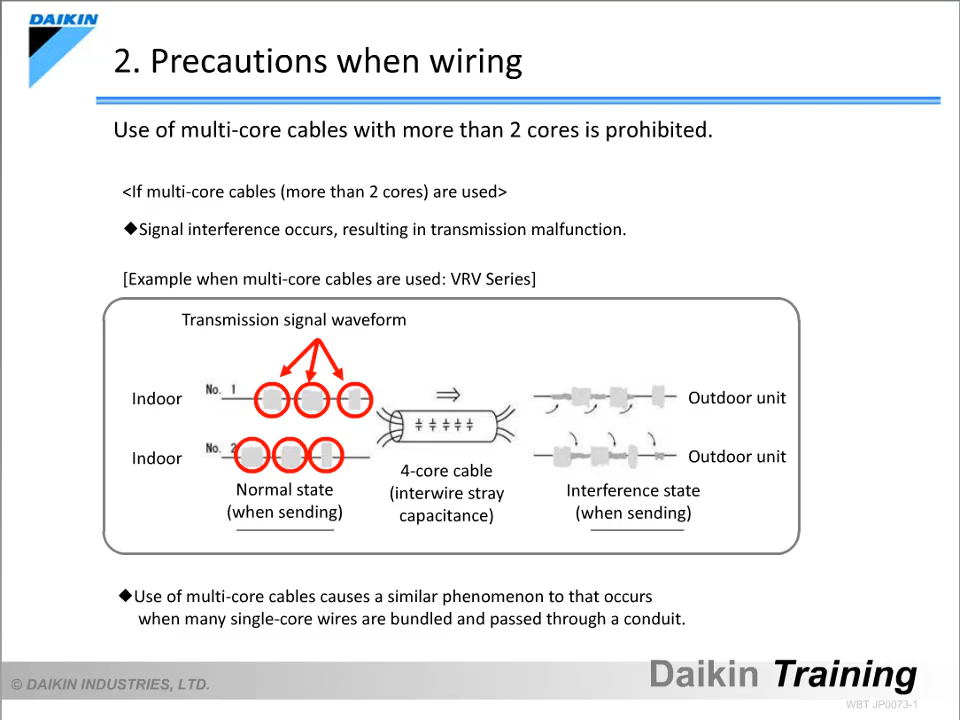 DAIKIN
2. Precautions when wiring
Use of multi-core cables with more than 2 cores is prohibited.
<If multi-core cables (more than 2 cores) are used>
◆Signal interference occurs, resulting in transmission malfunction.
[Example when multi-core cables are used: VRV Series]
Transmission signal waveform
Indoor No. 1 Outdoor unit
Indoor No. 2 Outdoor unit
Normal state
(when sending)
4-core cable
(interwire stray
capacitance)
Interference state
(when sending)
◆Use of multi-core cables causes a similar phenomenon to that occurs
when many single-core wires are bundled and passed through a conduit.
© DAIKIN INDUSTRIES, LTD.
Daikin Training
WBT JP0073-1